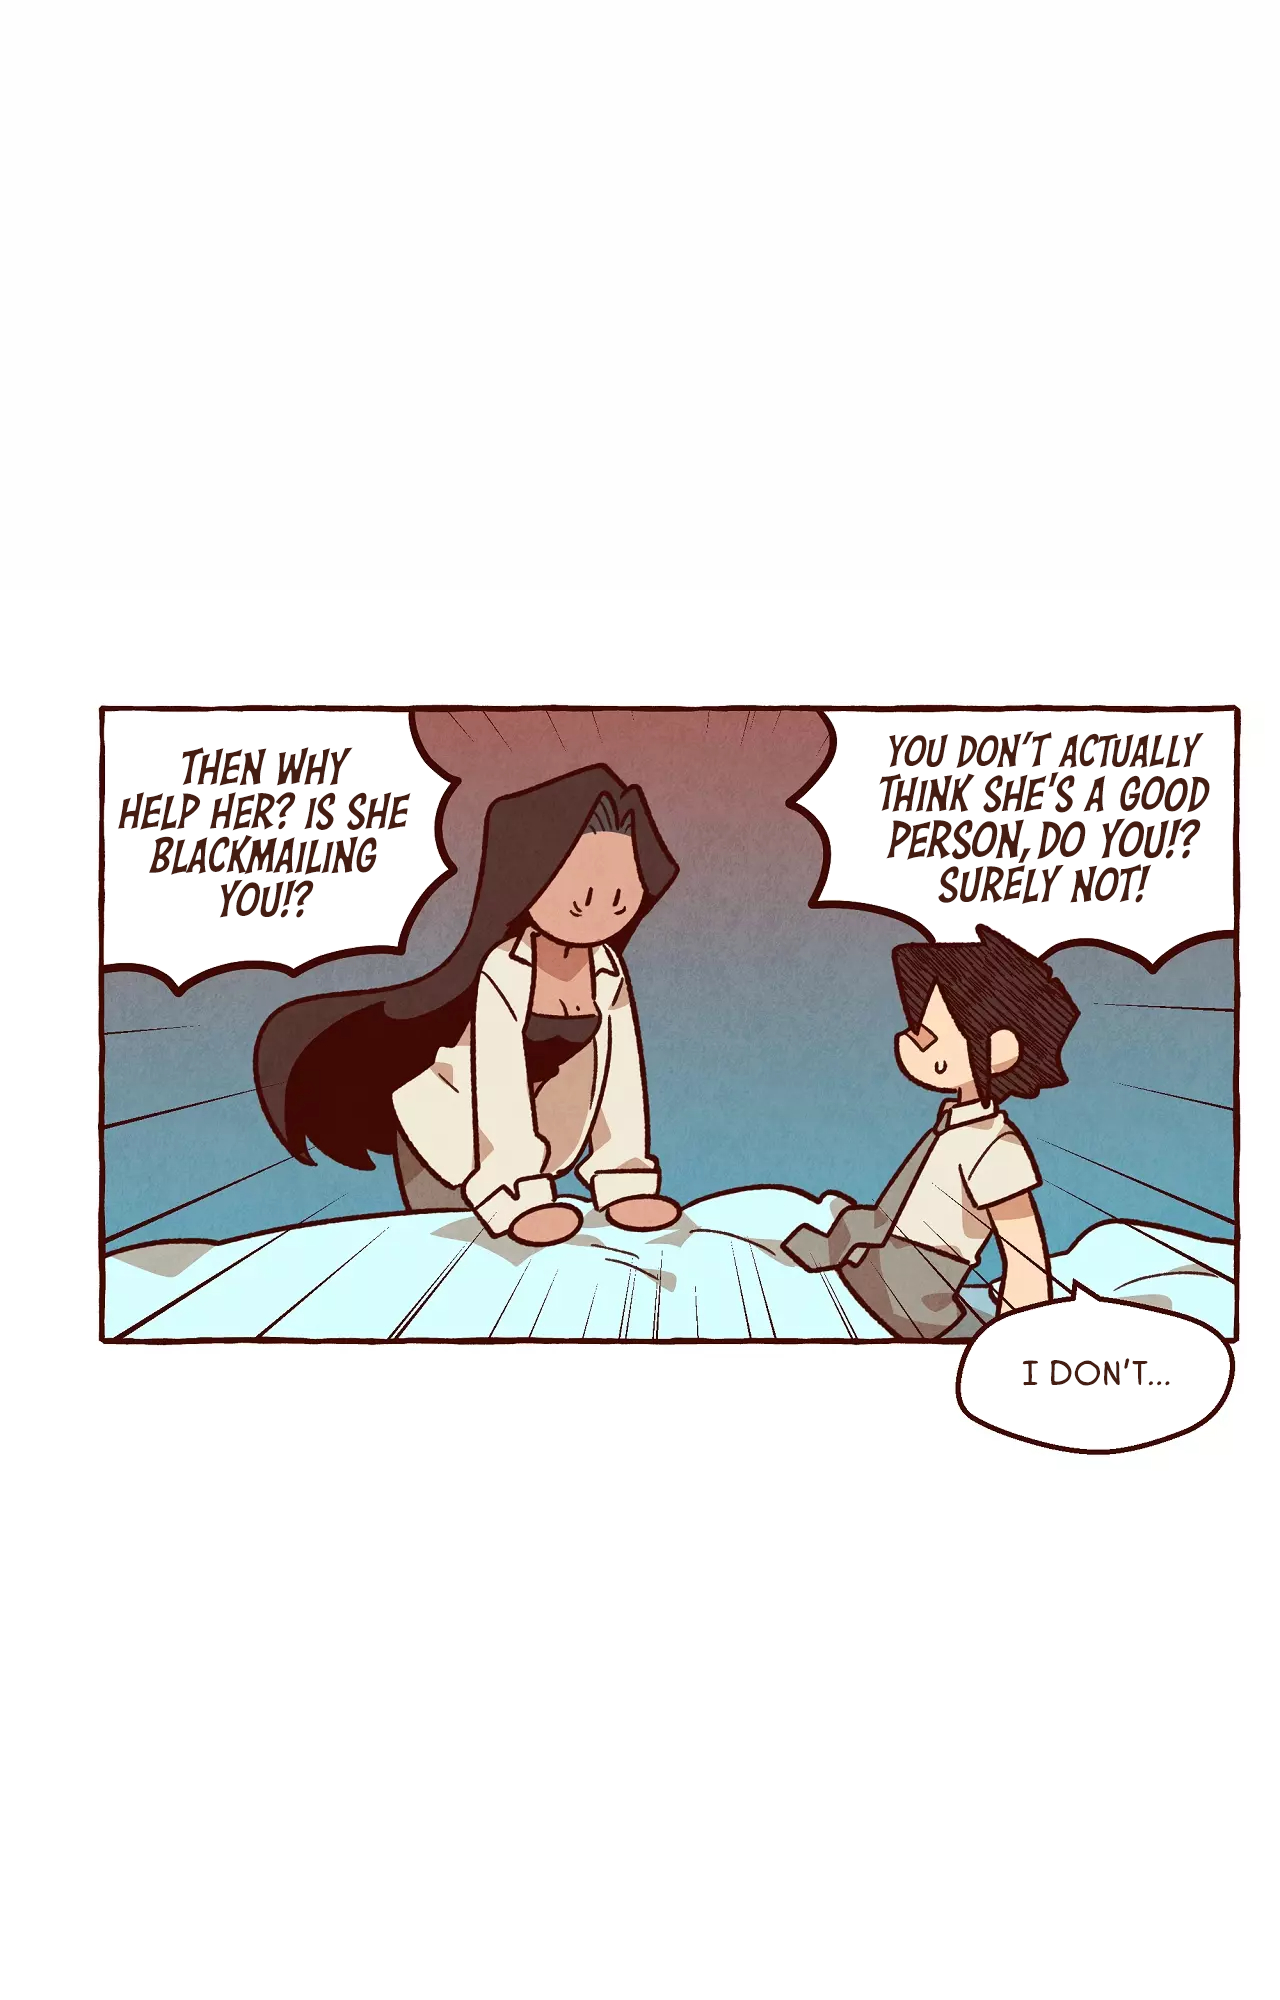 THEN WHY
HELP HER? IS SHE
BLACKMAILING
YOU!?
YOU DON'T ACTUALLY
THINK SHE'S A GOOD
PERSON, DO YOU!?
SURELY NOT!
I DON'T...